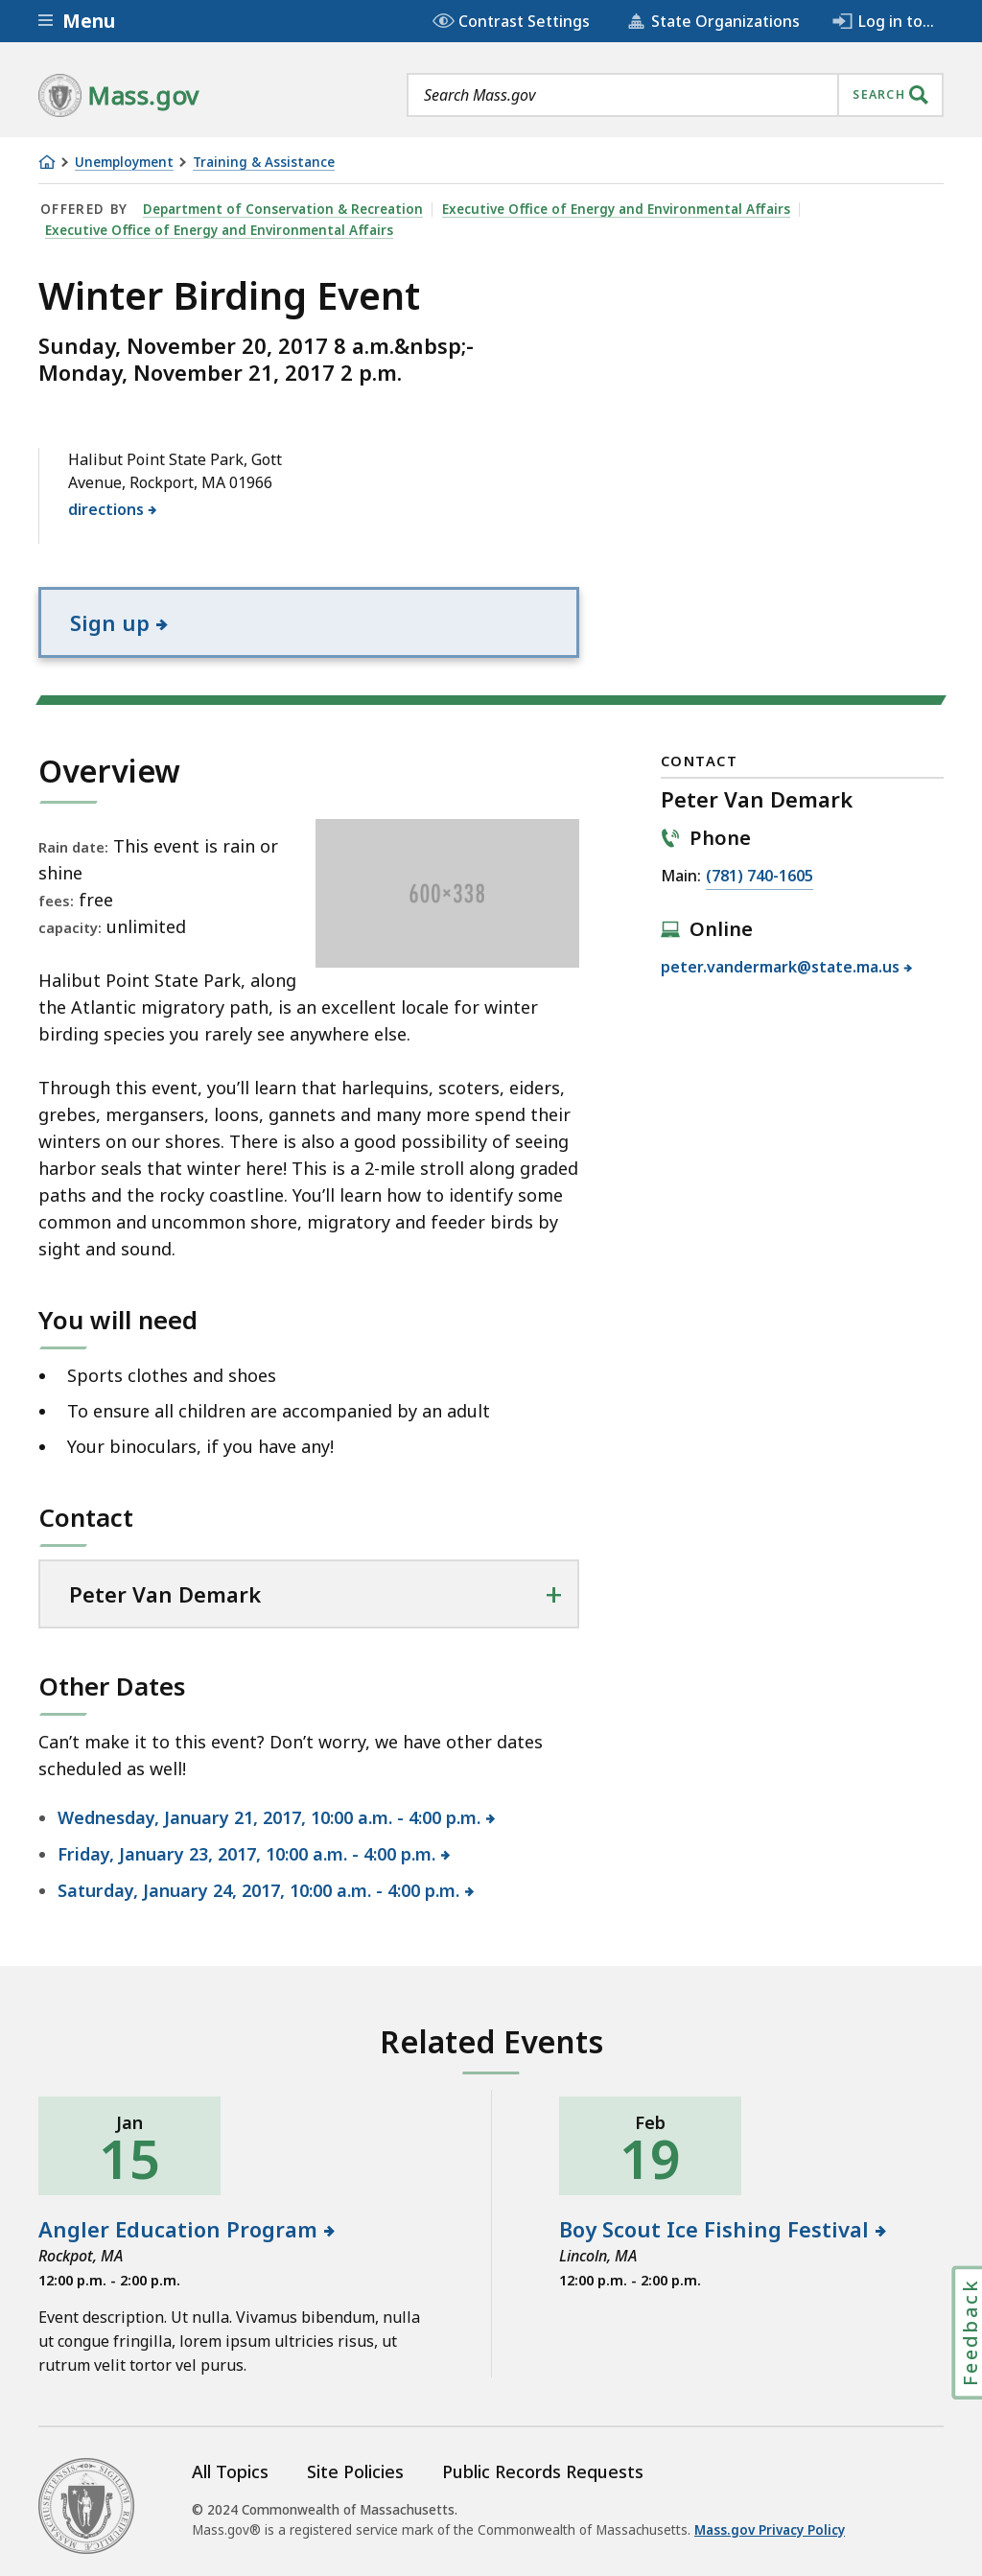 Menu
Contrast Settings
State Organizations
Log in to...
Mass.gov
Search Mass.gov
SEARCH
Unemployment
Training & Assistance
OFFERED BY Department of Conservation & Recreation Executive Office of Energy and Environmental Affairs
Executive Office of Energy and Environmental Affairs
Winter Birding Event
Sunday, November 20, 2017 8 a.m.&nbsp;-
Monday, November 21, 2017 2 p.m.
Halibut Point State Park, Gott
Avenue, Rockport, MA 01966
directions
Sign up
Overview
Rain date: This event is rain or
shine
fees: free
capacity: unlimited
600×338
Halibut Point State Park, along
the Atlantic migratory path, is an excellent locale for winter
birding species you rarely see anywhere else.
Through this event, you’ll learn that harlequins, scoters, eiders,
grebes, mergansers, loons, gannets and many more spend their
winters on our shores. There is also a good possibility of seeing
harbor seals that winter here! This is a 2-mile stroll along graded
paths and the rocky coastline. You’ll learn how to identify some
common and uncommon shore, migratory and feeder birds by
sight and sound.
You will need
• Sports clothes and shoes
• To ensure all children are accompanied by an adult
• Your binoculars, if you have any!
Contact
Peter Van Demark
Other Dates
Can’t make it to this event? Don’t worry, we have other dates
scheduled as well!
• Wednesday, January 21, 2017, 10:00 a.m. - 4:00 p.m.
• Friday, January 23, 2017, 10:00 a.m. - 4:00 p.m.
• Saturday, January 24, 2017, 10:00 a.m. - 4:00 p.m.
CONTACT
Peter Van Demark
Phone
Main: (781) 740-1605
Online
peter.vandermark@state.ma.us
Related Events
Jan
15
Angler Education Program
Rockpot, MA
12:00 p.m. - 2:00 p.m.
Event description. Ut nulla. Vivamus bibendum, nulla
ut congue fringilla, lorem ipsum ultricies risus, ut
rutrum velit tortor vel purus.
Feb
19
Boy Scout Ice Fishing Festival
Lincoln, MA
12:00 p.m. - 2:00 p.m.
Feedback
All Topics
Site Policies
Public Records Requests
© 2024 Commonwealth of Massachusetts.
Mass.gov® is a registered service mark of the Commonwealth of Massachusetts. Mass.gov Privacy Policy